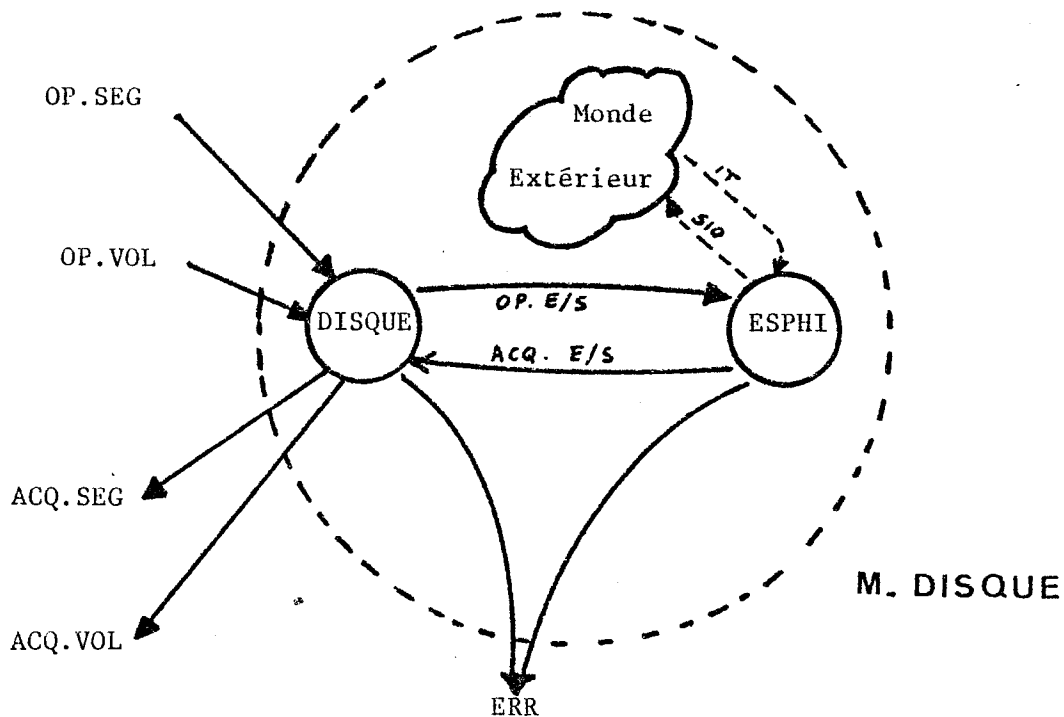 OP.SEG
Monde
Extérieur
IT
SIO
OP.VOL
DISQUE
OP. E/S
ESPHI
ACQ. E/S
ACQ.SEG
M. DISQUE
ACQ.VOL
ERR